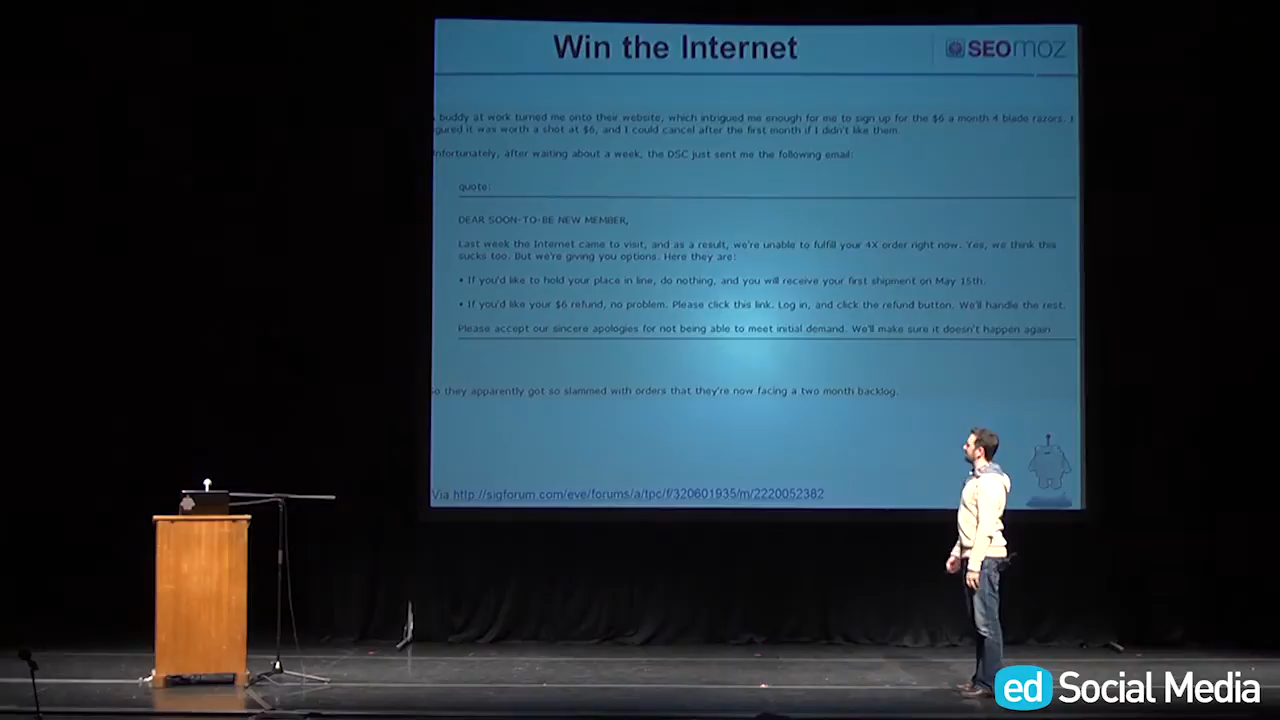 Win the Internet
SEOmoz
buddy at work turned me onto their website, which intrigued me enough for me to sign up for the $6 a month 4 blade razors. I
gured it was worth a shot at $6, and I could cancel after the first month if I didn't like them.
nfortunately, after waiting about a week, the DSC just sent me the following email:
quote:
DEAR SOON-TO-BE NEW MEMBER,
Last week the Internet came to visit, and as a result, we're unable to fulfill your 4X order right now. Yes, we think this
sucks too. But we're giving you options. Here they are:
• If you'd like to hold your place in line, do nothing, and you will receive your first shipment on May 15th.
• If you'd like your $6 refund, no problem. Please click this link. Log in, and click the refund button. We'll handle the rest.
Please accept our sincere apologies for not being able to meet initial demand. We'll make sure it doesn't happen again
o they apparently got so slammed with orders that they're now facing a two month backlog.
Via http://sigforum.com/eve/forums/a/tpc/f/320601935/m/2220052382
ed Social Media